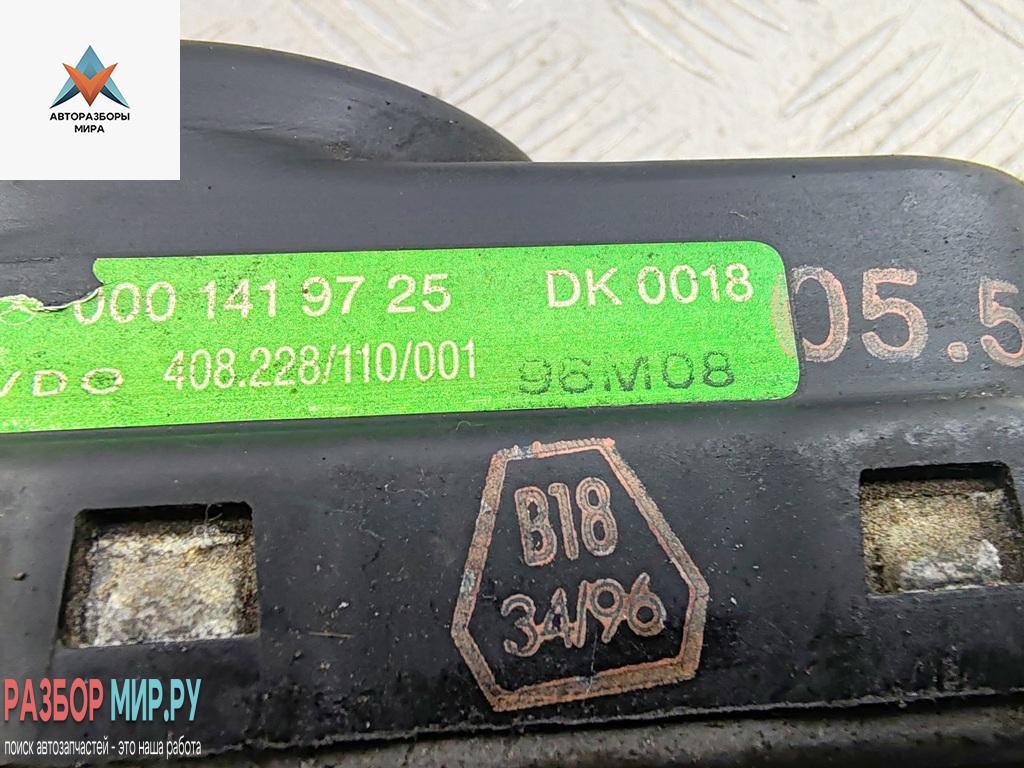 АВТОРАЗБОРЫ
МИРА
000 141 97 25 DK 0018
05.5
VDO 408.228/110/001 96M08
B18
34/96
РАЗБОР МИР.РУ
поиск автозапчастей - это наша работа